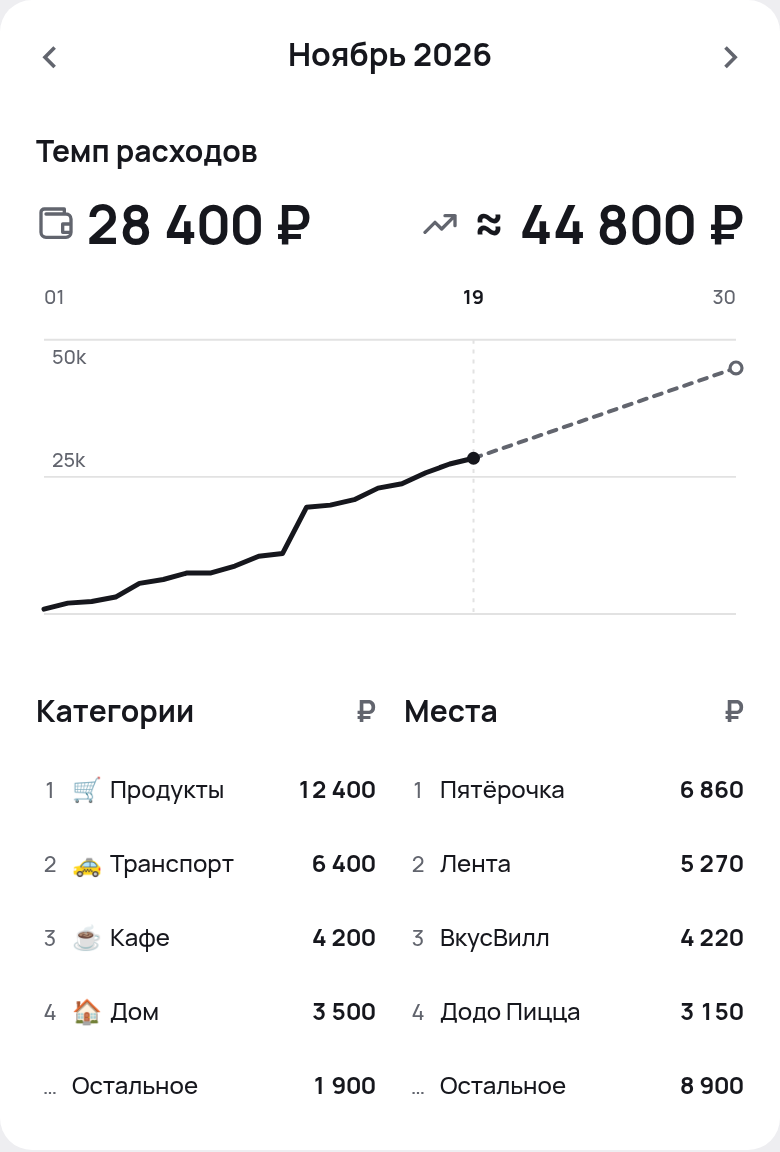 Ноябрь 2026
Темп расходов
28 400 ₽ ≈ 44 800 ₽
01 19 30
50k
25k
Категории ₽
1 Продукты 12 400
2 Транспорт 6 400
3 Кафе 4 200
4 Дом 3 500
... Остальное 1 900
Места ₽
1 Пятёрочка 6 860
2 Лента 5 270
3 ВкусВилл 4 220
4 Додо Пицца 3 150
... Остальное 8 900